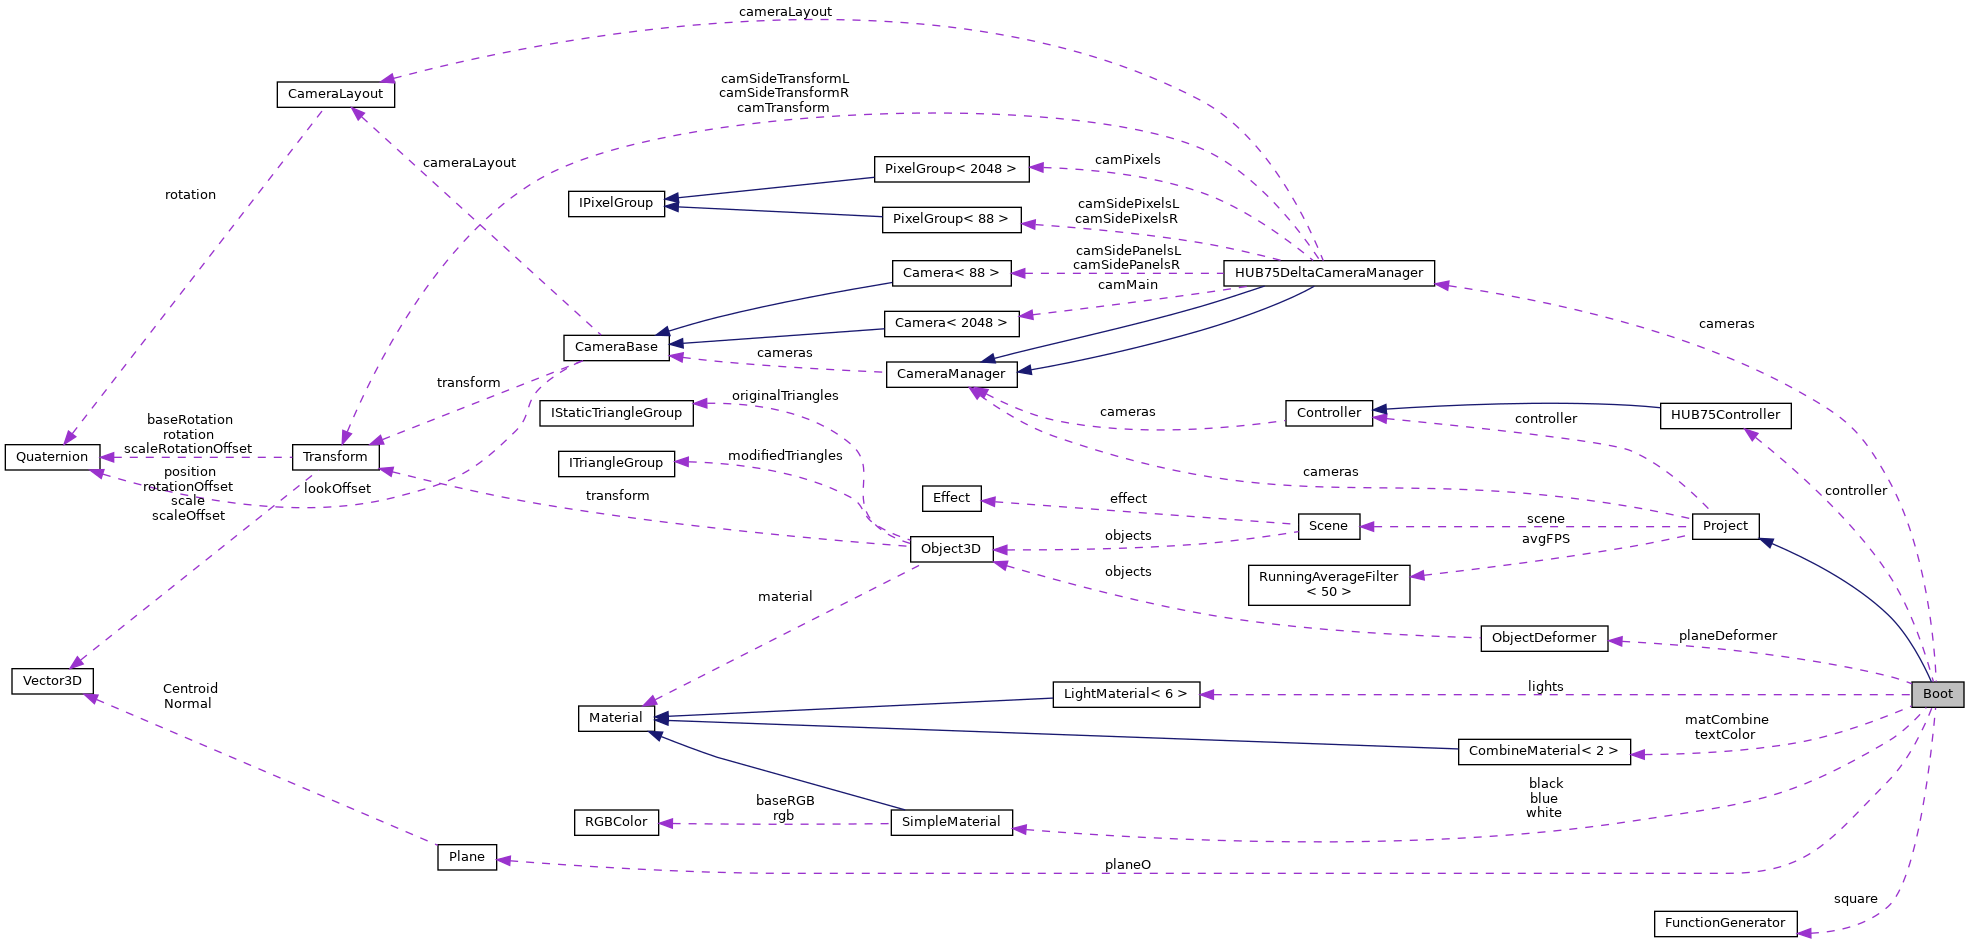 cameraLayout
camSideTransformL
camSideTransformR
camTransform
CameraLayout
cameraLayout
rotation
PixelGroup< 2048 >
camPixels
IPixelGroup
PixelGroup< 88 >
camSidePixelsL
camSidePixelsR
Camera< 88 >
camSidePanelsL
camSidePanelsR
HUB75DeltaCameraManager
camMain
Camera< 2048 >
cameras
CameraBase
cameras
CameraManager
transform
originalTriangles
IStaticTriangleGroup
cameras
Controller
controller
HUB75Controller
baseRotation
rotation
scaleRotationOffset
Quaternion
Transform
ITriangleGroup
modifiedTriangles
position
rotationOffset
scale
scaleOffset
lookOffset
transform
cameras
controller
Effect
effect
Scene
scene
Project
objects
avgFPS
Object3D
objects
RunningAverageFilter
< 50 >
material
ObjectDeformer
planeDeformer
Vector3D
Centroid
Normal
LightMaterial< 6 >
lights
Boot
Material
matCombine
textColor
CombineMaterial< 2 >
black
blue
white
RGBColor
baseRGB
rgb
SimpleMaterial
Plane
planeO
square
FunctionGenerator